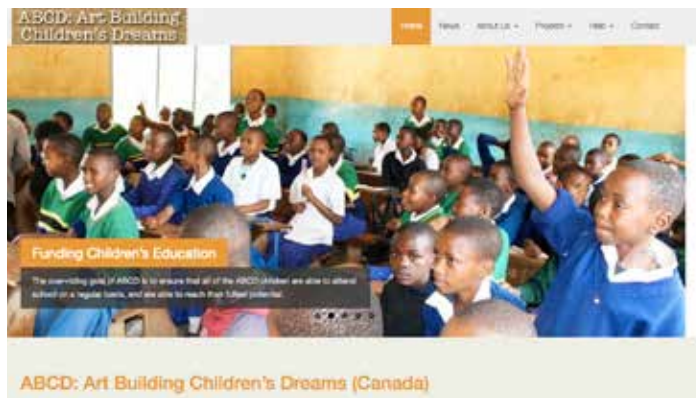 ABCD: Art Building
Children's Dreams
Home News About Us Projects Help Contact
Funding Children's Education
The over-riding goal of ABCD is to ensure that all of the ABCD children are able to attend
school on a regular basis, and are able to reach their fullest potential.
ABCD: Art Building Children's Dreams (Canada)